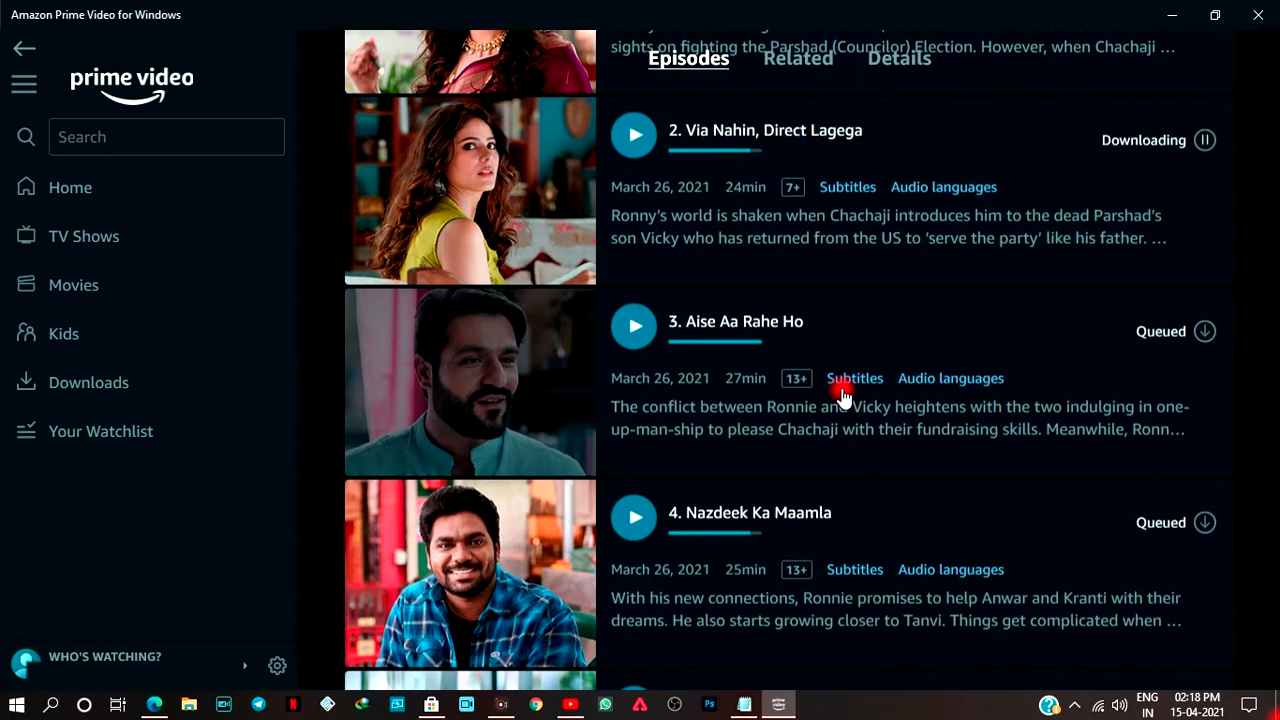 Amazon Prime Video for Windows
prime video
Search
Home
TV Shows
Movies
Kids
Downloads
Your Watchlist
WHO'S WATCHING?
sights on fighting the Parshad (Councilor) Election. However, when Chachaji ...
Episodes Related Details
2. Via Nahin, Direct Lagega
Downloading
March 26, 2021 24min 7+ Subtitles Audio languages
Ronny's world is shaken when Chachaji introduces him to the dead Parshad's
son Vicky who has returned from the US to ‘serve the party’ like his father. ...
3. Aise Aa Rahe Ho
Queued
March 26, 2021 27min 13+ Subtitles Audio languages
The conflict between Ronnie and Vicky heightens with the two indulging in one-
up-man-ship to please Chachaji with their fundraising skills. Meanwhile, Ronn...
4. Nazdeek Ka Maamla
Queued
March 26, 2021 25min 13+ Subtitles Audio languages
With his new connections, Ronnie promises to help Anwar and Kranti with their
dreams. He also starts growing closer to Tanvi. Things get complicated when ...
Ps
prime video
ENG
IN
02:18 PM
15-04-2021